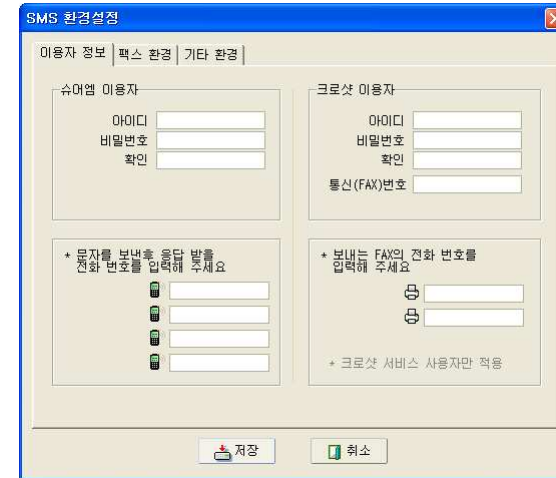 SMS 환경설정
이용자 정보 팩스 환경 기타 환경
슈어엠 이용자
아이디
비밀번호
확인
크로샷 이용자
아이디
비밀번호
확인
통신(FAX)번호
* 문자를 보낸후 응답 받을
전화 번호를 입력해 주세요
* 보내는 FAX의 전화 번호를
입력해 주세요
* 크로샷 서비스 사용자만 적용
저장
취소